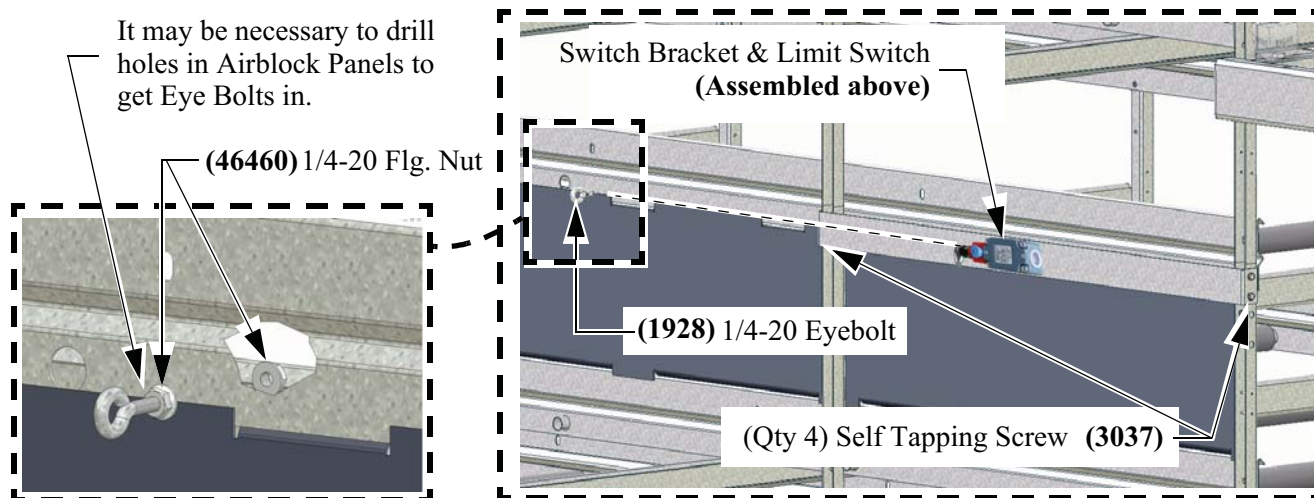 It may be necessary to drill
holes in Airblock Panels to
get Eye Bolts in.
(46460) 1/4-20 Flg. Nut
Switch Bracket & Limit Switch
(Assembled above)
(1928) 1/4-20 Eyebolt
(Qty 4) Self Tapping Screw (3037)